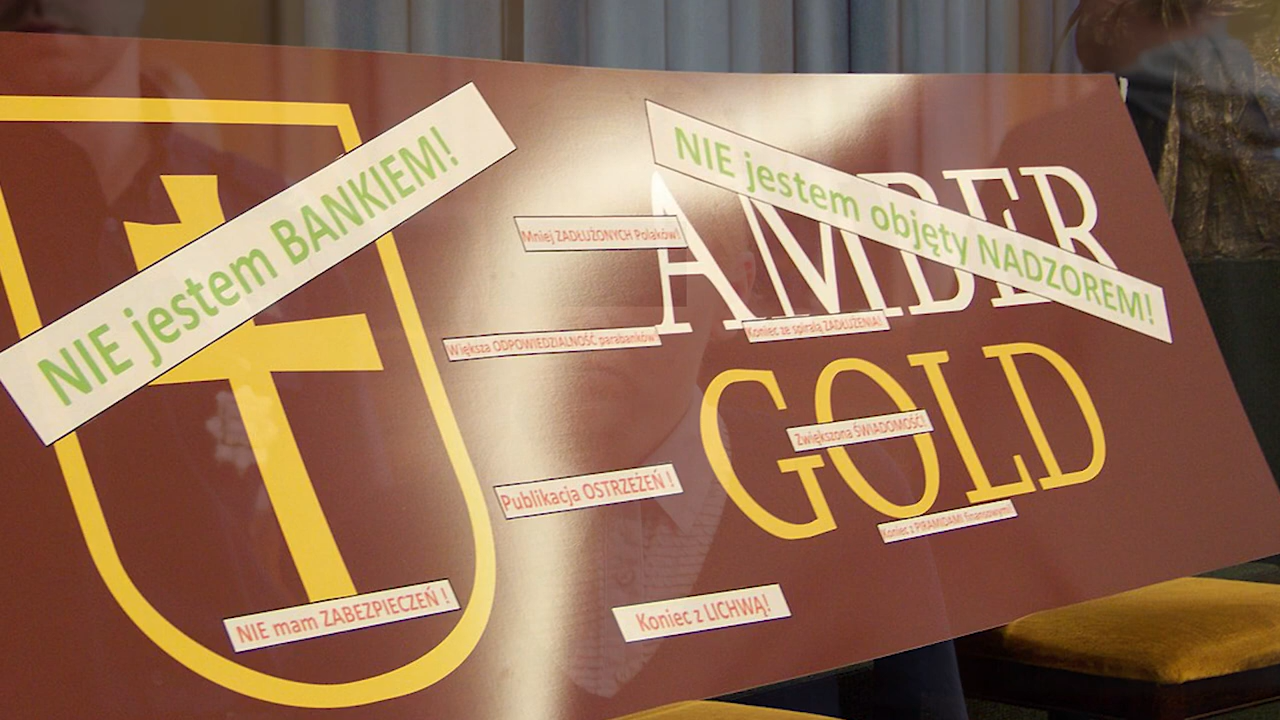 NIE jestem BANKIEM!
NIE jestem objęty NADZOREM!
AMBER
Mniej ZADŁUŻONYCH Polaków!
Większa ODPOWIEDZIALNOŚĆ parabanków!
Koniec ze spiralą ZADŁUŻENIA!
GOLD
Zwiększona ŚWIADOMOŚĆ!
Publikacja OSTRZEŻEŃ !
Koniec z PIRAMIDAMI finansowymi!
NIE mam ZABEZPIECZEŃ !
Koniec z LICHWĄ!